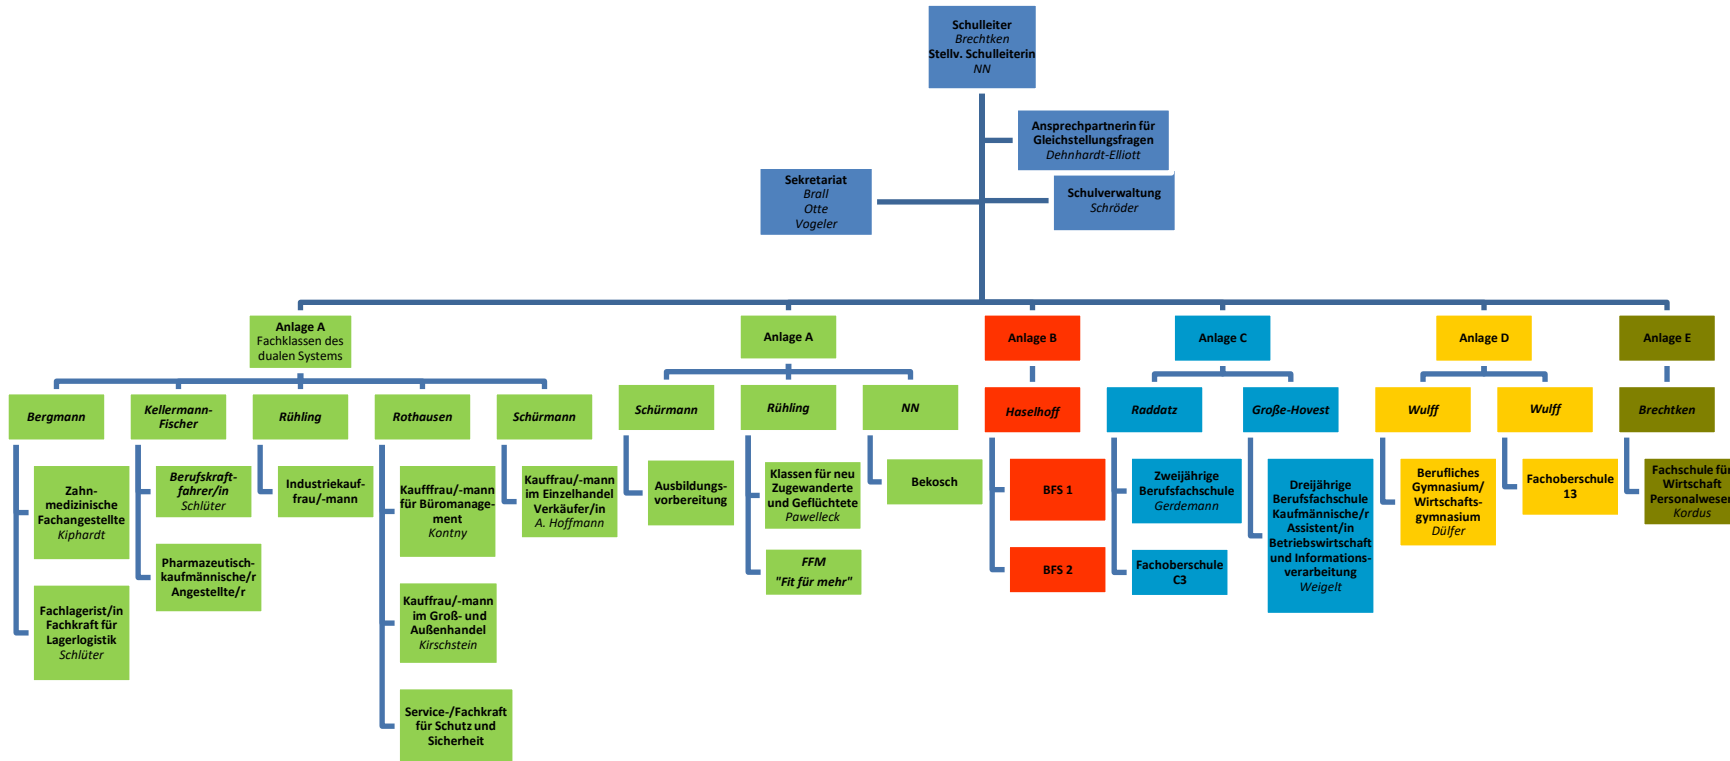 Schulleiter
Brechtken
Stellv. Schulleiterin
NN
Ansprechpartnerin für
Gleichstellungsfragen
Dehnhardt-Elliott
Sekretariat
Brall
Otte
Vogeler
Schulverwaltung
Schröder
Anlage A
Fachklassen des
dualen Systems
Anlage A
Anlage B
Anlage C
Anlage D
Anlage E
Bergmann
Kellermann-
Fischer
Rühling
Rothausen
Schürmann
Schürmann
Rühling
NN
Haselhoff
Raddatz
Große-Hovest
Wulff
Wulff
Brechtken
Zahn-
medizinische
Fachangestellte
Kiphardt
Fachlagerist/in
Fachkraft für
Lagerlogistik
Schlüter
Berufskraft-
fahrer/in
Schlüter
Pharmazeutisch-
kaufmännische/r
Angestellte/r
Industriekauf-
frau/-mann
Kaufffrau/-mann
für Büromanage-
ment
Kontny
Kauffrau/-mann
im Groß- und
Außenhandel
Kirschstein
Service-/Fachkraft
für Schutz und
Sicherheit
Kauffrau/-mann
im Einzelhandel
Verkäufer/in
A. Hoffmann
Ausbildungs-
vorbereitung
Klassen für neu
Zugewanderte
und Geflüchtete
Pawelleck
FFM
"Fit für mehr"
Bekosch
BFS 1
BFS 2
Zweijährige
Berufsfachschule
Gerdemann
Fachoberschule
C3
Dreijährige
Berufsfachschule
Kaufmännische/r
Assistent/in
Betriebswirtschaft
und Informations-
verarbeitung
Weigelt
Berufliches
Gymnasium/
Wirtschafts-
gymnasium
Dülfer
Fachoberschule
13
Fachschule für
Wirtschaft
Personalwesen
Kordus